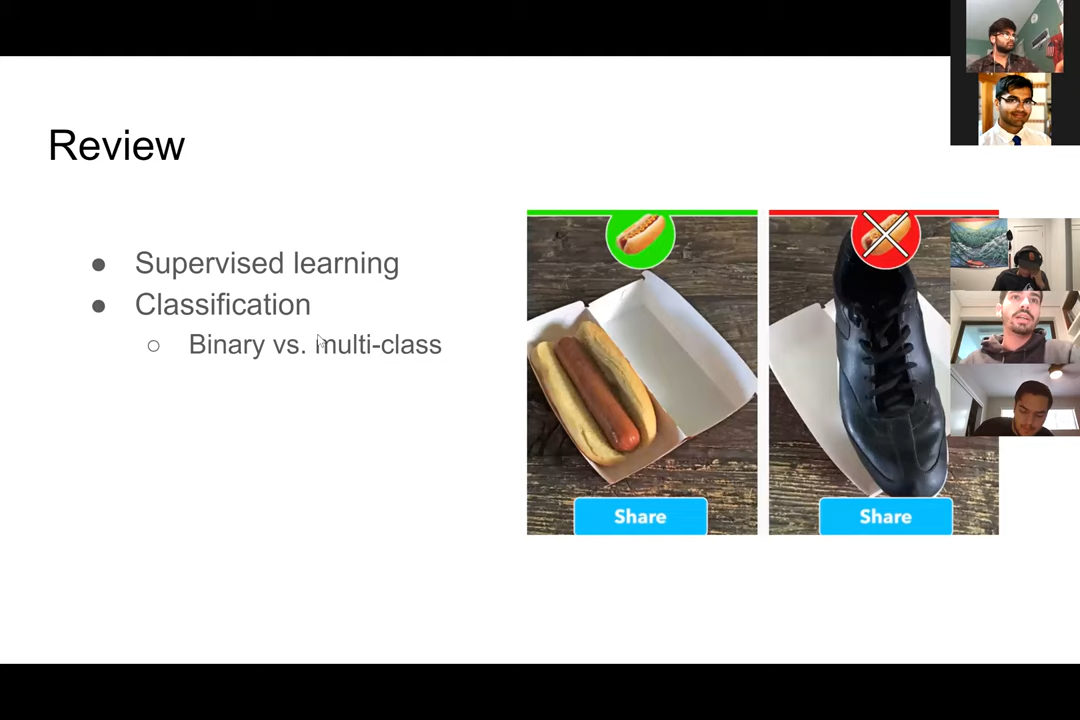 Review
Supervised learning
Classification
Binary vs. multi-class
Share
Share